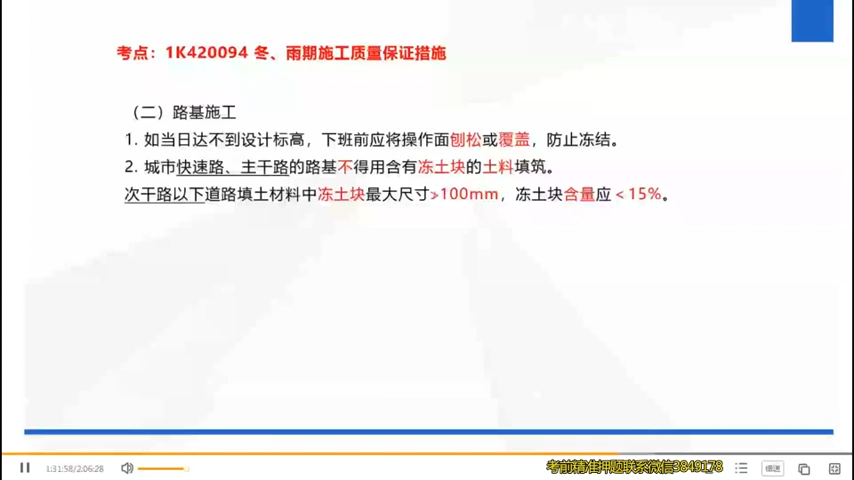 考点：1K420094 冬、雨期施工质量保证措施
（二）路基施工
1. 如当日达不到设计标高，下班前应将操作面刨松或覆盖，防止冻结。
2. 城市快速路、主干路的路基不得用含有冻土块的土料填筑。
次干路以下道路填土材料中冻土块最大尺寸≯100mm，冻土块含量应＜15%。
1:31:58/2:06:28
考前精准押题联系微信3849178
倍速